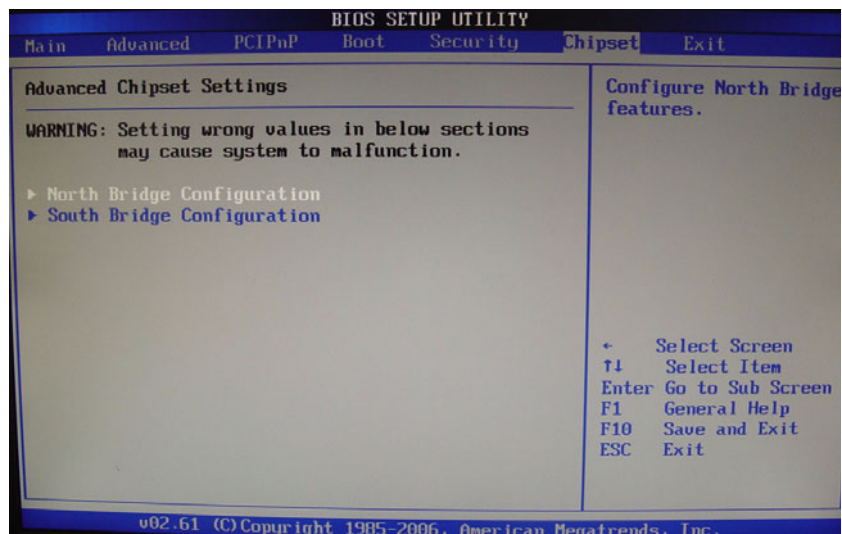 BIOS SETUP UTILITY
Main Advanced PCIPnP Boot Security Chipset Exit
Advanced Chipset Settings
WARNING: Setting wrong values in below sections
may cause system to malfunction.
▶ North Bridge Configuration
▶ South Bridge Configuration
Configure North Bridge
features.
← Select Screen
↑↓ Select Item
Enter Go to Sub Screen
F1 General Help
F10 Save and Exit
ESC Exit
v02.61 (C)Copyright 1985-2006, American Megatrends, Inc.